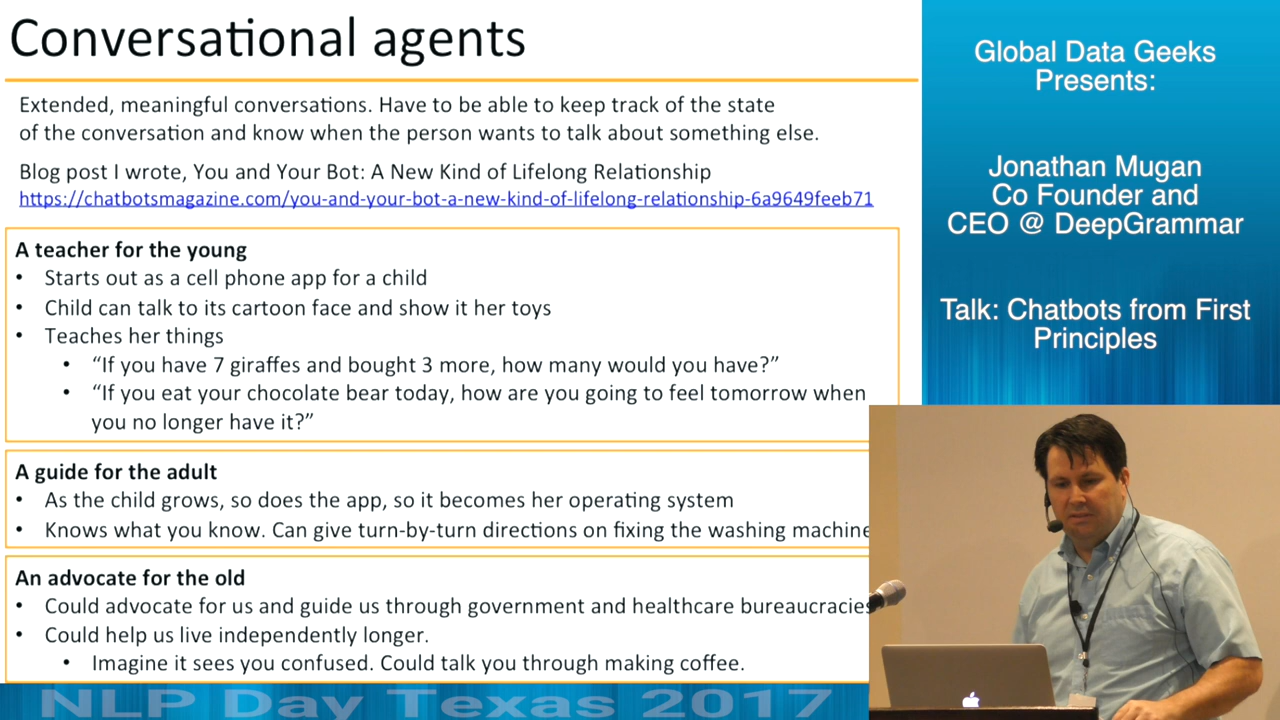 Conversational agents
Extended, meaningful conversations. Have to be able to keep track of the state
of the conversation and know when the person wants to talk about something else.
Blog post I wrote, You and Your Bot: A New Kind of Lifelong Relationship
https://chatbotsmagazine.com/you-and-your-bot-a-new-kind-of-lifelong-relationship-6a9649feeb71
A teacher for the young
• Starts out as a cell phone app for a child
• Child can talk to its cartoon face and show it her toys
• Teaches her things
• “If you have 7 giraffes and bought 3 more, how many would you have?”
• “If you eat your chocolate bear today, how are you going to feel tomorrow when
you no longer have it?”
A guide for the adult
• As the child grows, so does the app, so it becomes her operating system
• Knows what you know. Can give turn-by-turn directions on fixing the washing machine
An advocate for the old
• Could advocate for us and guide us through government and healthcare bureaucracies
• Could help us live independently longer.
• Imagine it sees you confused. Could talk you through making coffee.
NLP Day Texas 2017
Global Data Geeks
Presents:
Jonathan Mugan
Co Founder and
CEO @ DeepGrammar
Talk: Chatbots from First
Principles